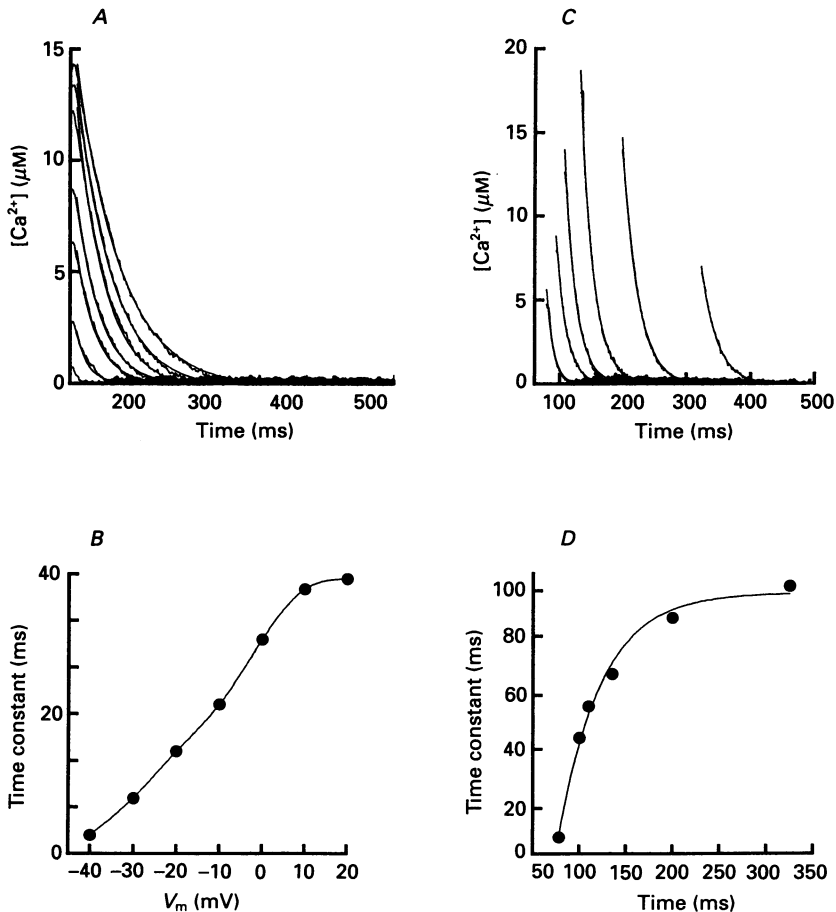 A
[Ca²⁺] (μM)
15
10
5
0
200 300 400 500
Time (ms)
C
[Ca²⁺] (μM)
20
15
10
5
0
100 200 300 400 500
Time (ms)
B
Time constant (ms)
40
20
0
−40 −30 −20 −10 0 10 20
Vm (mV)
D
Time constant (ms)
100
80
60
40
20
0
50 100 150 200 250 300 350
Time (ms)